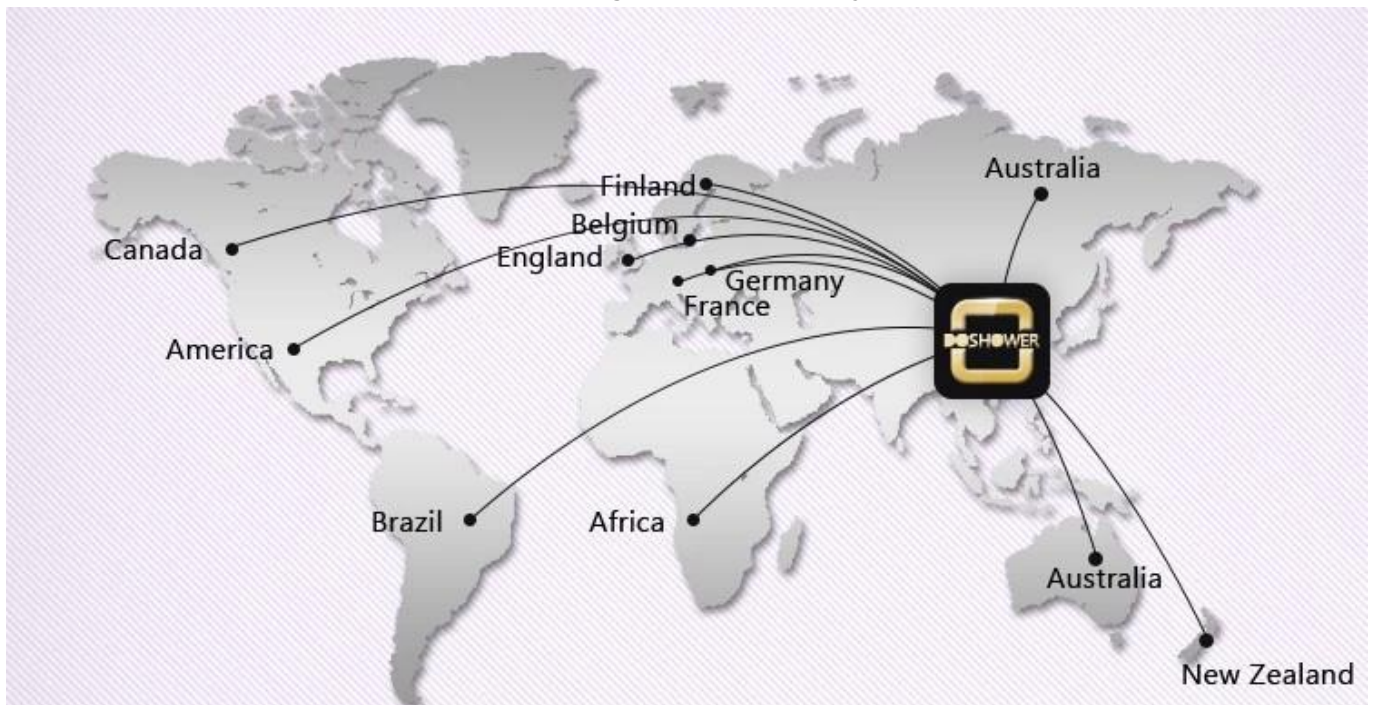 Australia
Finland
Belgium
Canada
England
Germany
France
DOSHOWER
America
Brazil
Africa
Australia
New Zealand